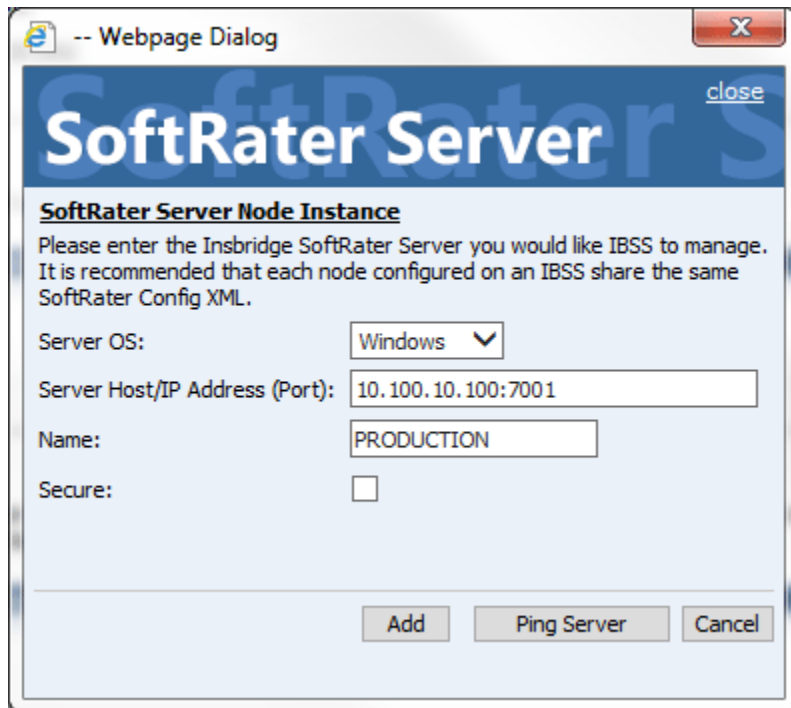 -- Webpage Dialog
x
close
SoftRater Server
SoftRater Server
SoftRater Server Node Instance
Please enter the Insbridge SoftRater Server you would like IBSS to manage.
It is recommended that each node configured on an IBSS share the same
SoftRater Config XML.
Server OS:
Windows
Server Host/IP Address (Port):
10.100.10.100:7001
Name:
PRODUCTION
Secure:
Add
Ping Server
Cancel